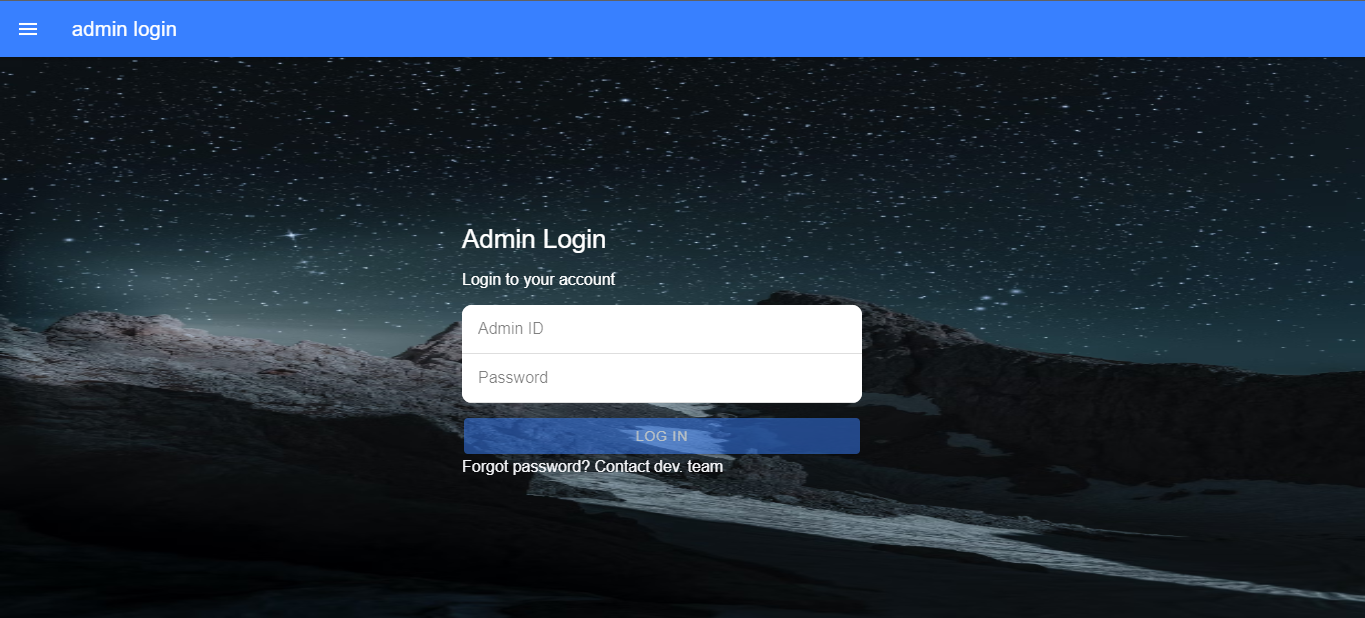 admin login
Admin Login
Login to your account
Admin ID
Password
LOG IN
Forgot password? Contact dev. team